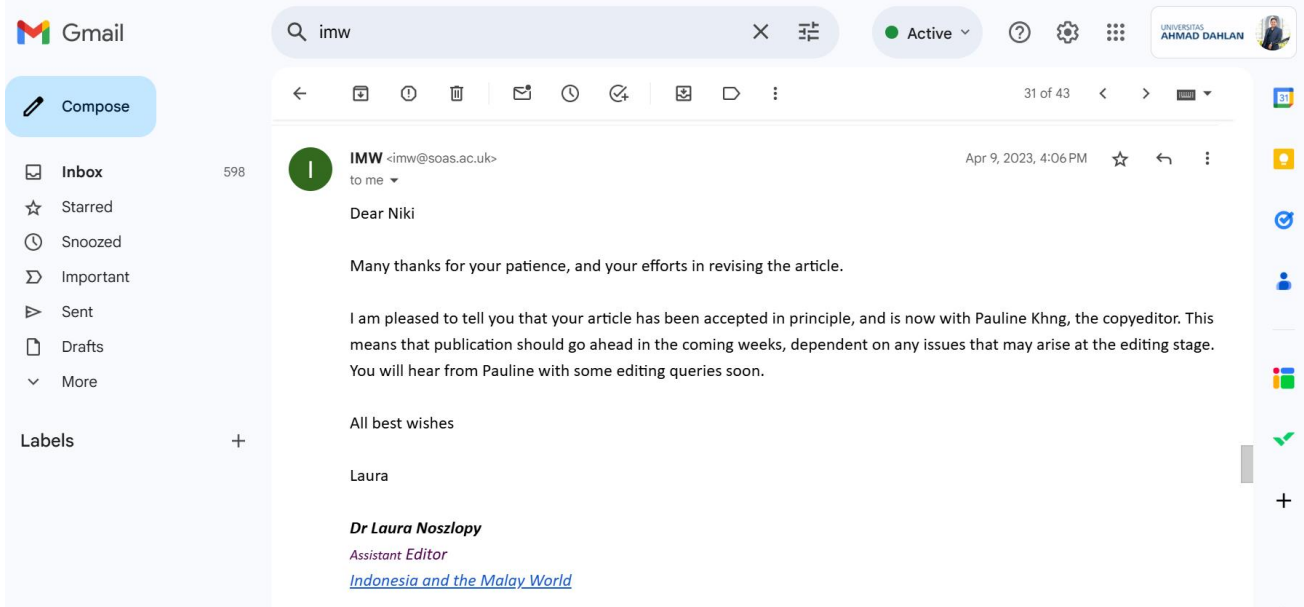 Gmail
imw
Active
UNIVERSITAS
AHMAD DAHLAN
Compose
31 of 43
31
Inbox 598
Starred
Snoozed
Important
Sent
Drafts
More
Labels
I
IMW <imw@soas.ac.uk>
Apr 9, 2023, 4:06 PM
to me
Dear Niki
Many thanks for your patience, and your efforts in revising the article.
I am pleased to tell you that your article has been accepted in principle, and is now with Pauline Khng, the copyeditor. This
means that publication should go ahead in the coming weeks, dependent on any issues that may arise at the editing stage.
You will hear from Pauline with some editing queries soon.
All best wishes
Laura
Dr Laura Noszlopy
Assistant Editor
Indonesia and the Malay World